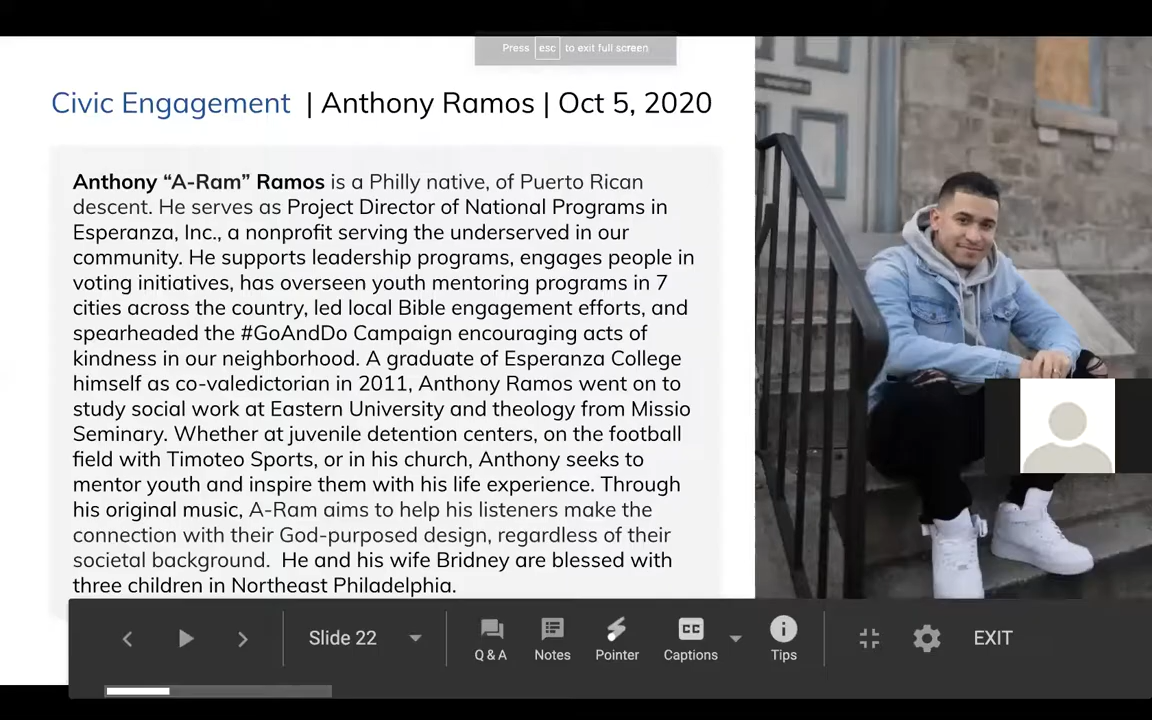 Press esc to exit full screen
Civic Engagement | Anthony Ramos | Oct 5, 2020
Anthony “A-Ram” Ramos is a Philly native, of Puerto Rican
descent. He serves as Project Director of National Programs in
Esperanza, Inc., a nonprofit serving the underserved in our
community. He supports leadership programs, engages people in
voting initiatives, has overseen youth mentoring programs in 7
cities across the country, led local Bible engagement efforts, and
spearheaded the #GoAndDo Campaign encouraging acts of
kindness in our neighborhood. A graduate of Esperanza College
himself as co-valedictorian in 2011, Anthony Ramos went on to
study social work at Eastern University and theology from Missio
Seminary. Whether at juvenile detention centers, on the football
field with Timoteo Sports, or in his church, Anthony seeks to
mentor youth and inspire them with his life experience. Through
his original music, A-Ram aims to help his listeners make the
connection with their God-purposed design, regardless of their
societal background. He and his wife Bridney are blessed with
three children in Northeast Philadelphia.
Slide 22
Q & A
Notes
Pointer
CC
Captions
Tips
EXIT